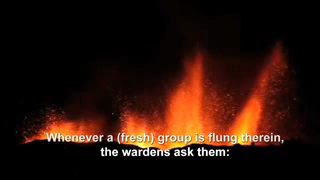 Whenever a (fresh) group is flung therein,
the wardens ask them: